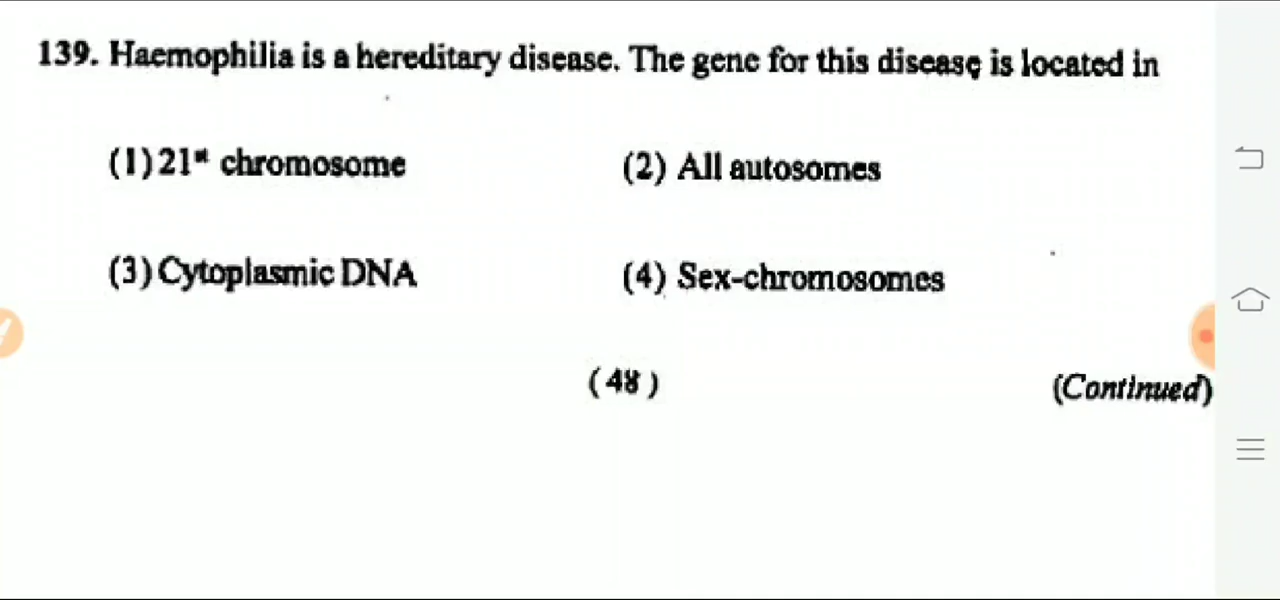 139. Haemophilia is a hereditary disease. The gene for this disease is located in
(1) 21st chromosome (2) All autosomes
(3) Cytoplasmic DNA (4) Sex-chromosomes
(48) (Continued)